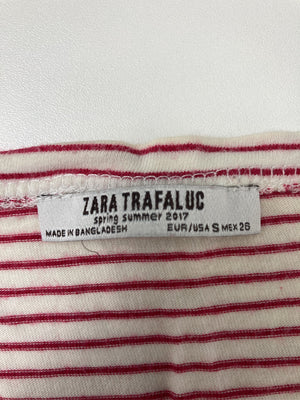 ZARA TRAFALUC
spring summer 2017
MADE IN BANGLADESH EUR/USA S MEX 26